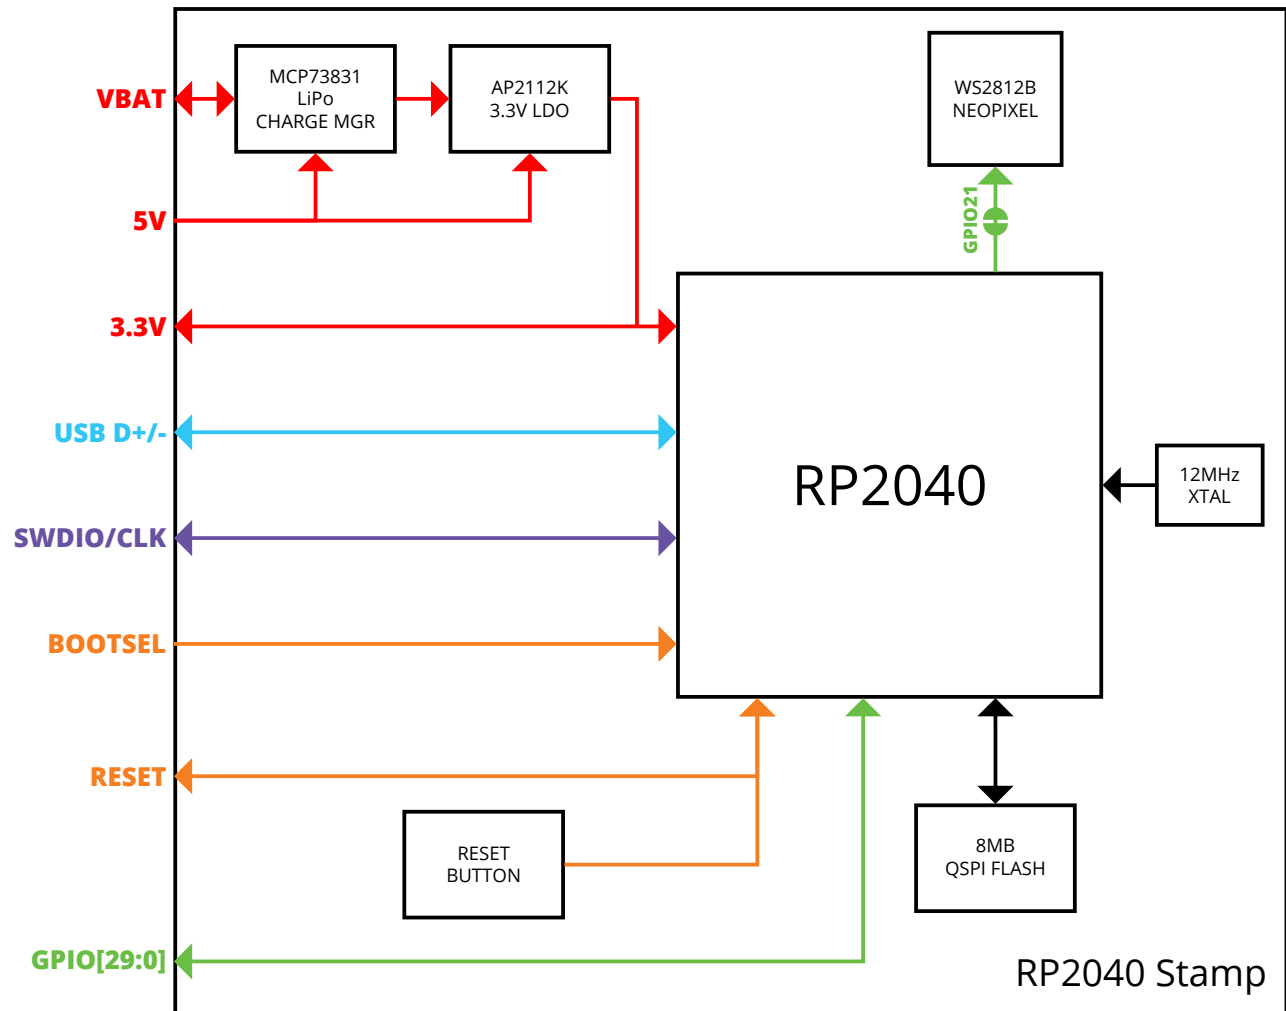 MCP73831
LiPo
CHARGE MGR
AP2112K
3.3V LDO
WS2812B
NEOPIXEL
VBAT
5V
GPIO21
3.3V
USB D+/-
RP2040
12MHz
XTAL
SWDIO/CLK
BOOTSEL
RESET
RESET
BUTTON
8MB
QSPI FLASH
GPIO[29:0]
RP2040 Stamp